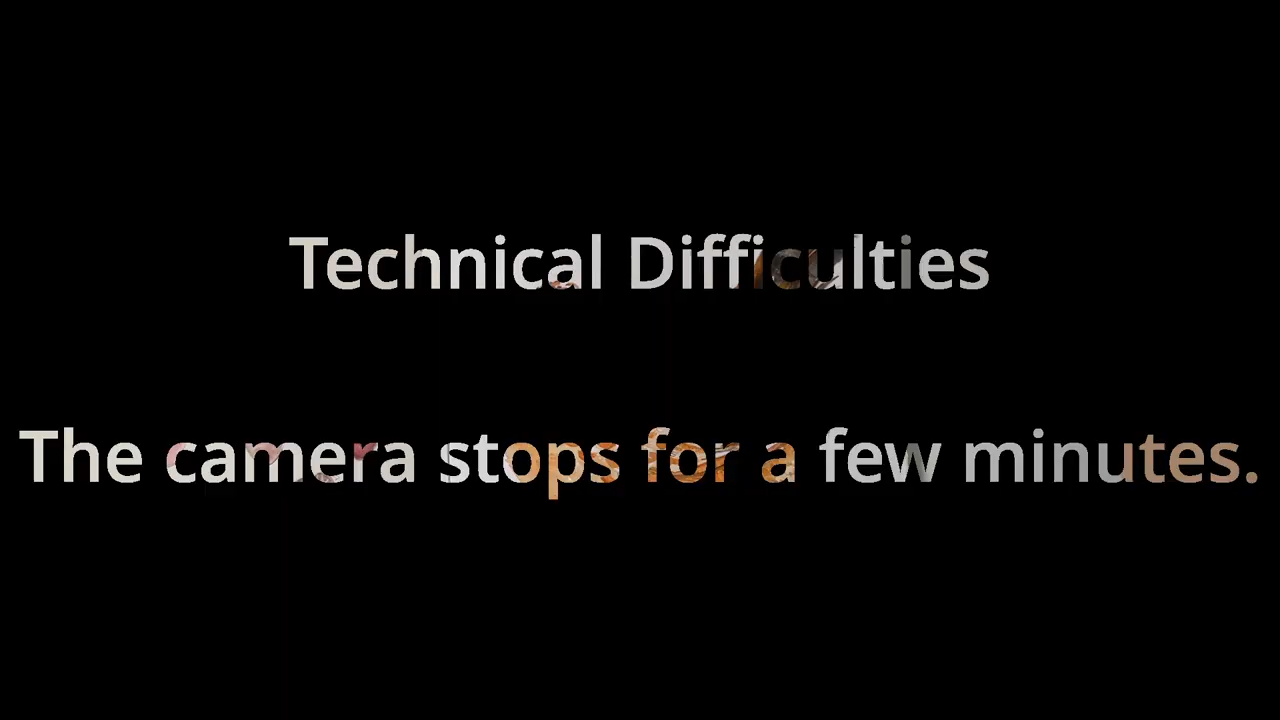 Technical Difficulties
The camera stops for a few minutes.